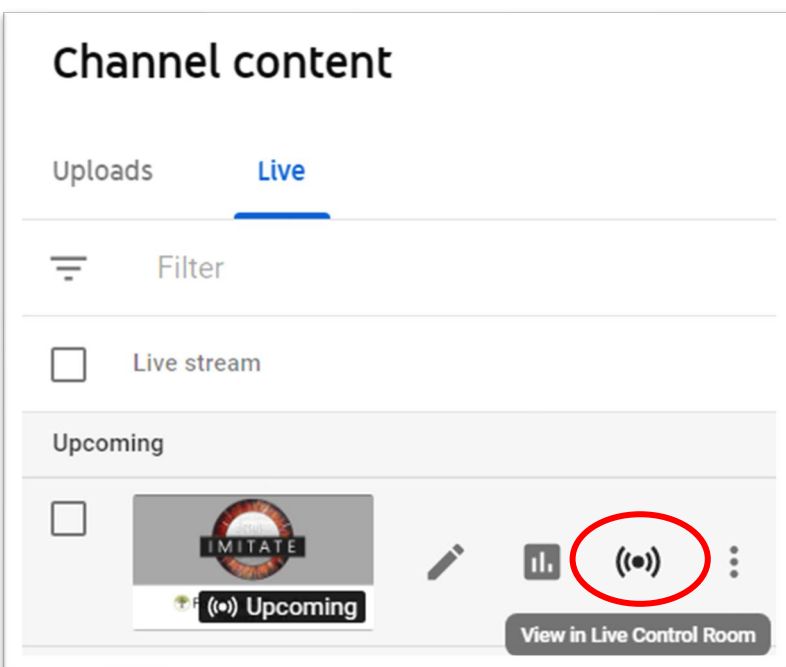 Channel content
Uploads Live
Filter
Live stream
Upcoming
IMITATE
F ((•)) Upcoming
View in Live Control Room